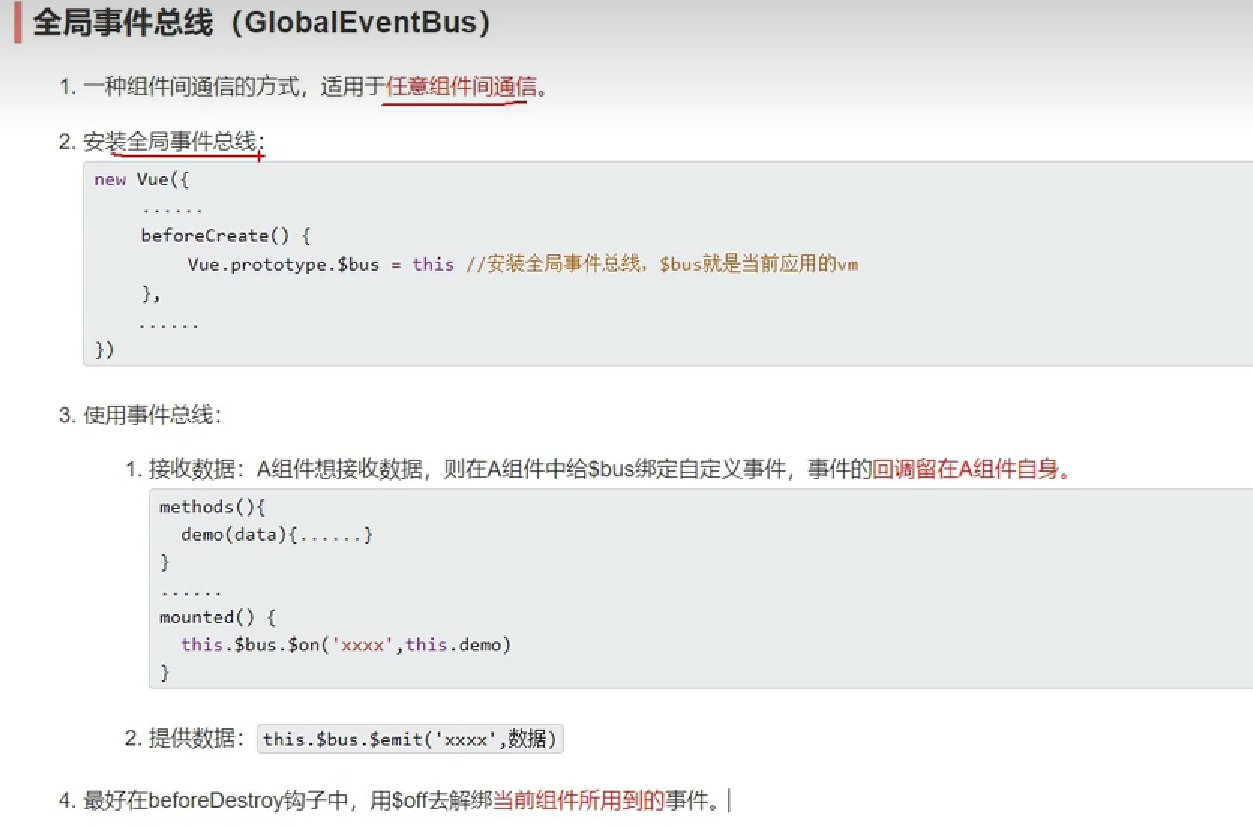 全局事件总线（GlobalEventBus）
1. 一种组件间通信的方式，适用于任意组件间通信。
2. 安装全局事件总线：
new Vue({
......
beforeCreate() {
Vue.prototype.$bus = this //安装全局事件总线，$bus就是当前应用的vm
},
......
})
3. 使用事件总线：
1. 接收数据：A组件想接收数据，则在A组件中给$bus绑定自定义事件，事件的回调留在A组件自身。
methods(){
demo(data){......}
}
......
mounted() {
this.$bus.$on('xxxx',this.demo)
}
2. 提供数据：this.$bus.$emit('xxxx',数据)
4. 最好在beforeDestroy钩子中，用$off去解绑当前组件所用到的事件。